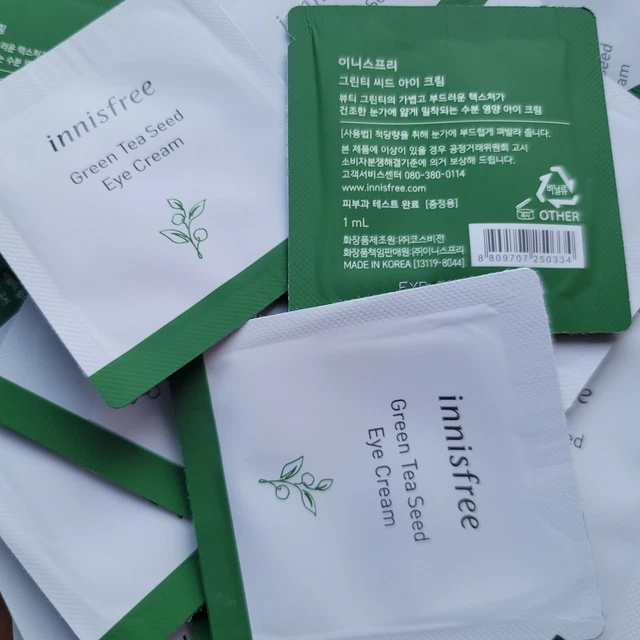 innisfree
Green Tea Seed
Eye Cream
이니스프리
그린티 씨드 아이 크림
뷰티 그린티의 가볍고 부드러운 텍스처가
건조한 눈가에 얇게 밀착되는 수분 영양 아이 크림
[사용법] 적당량을 취해 눈가에 부드럽게 펴발라 줍니다.
본 제품에 이상이 있을 경우 공정거래위원회 고시
소비자분쟁해결기준에 의거 보상해 드립니다.
고객서비스센터 080-380-0114
www.innisfree.com
피부과 테스트 완료 [증정용]
1 mL
화장품제조원: ㈜코스비전
화장품책임판매원: ㈜이니스프리
MADE IN KOREA [13119-8044]
비닐류
OTHER
8 809707 250334
innisfree
Green Tea Seed
Eye Cream